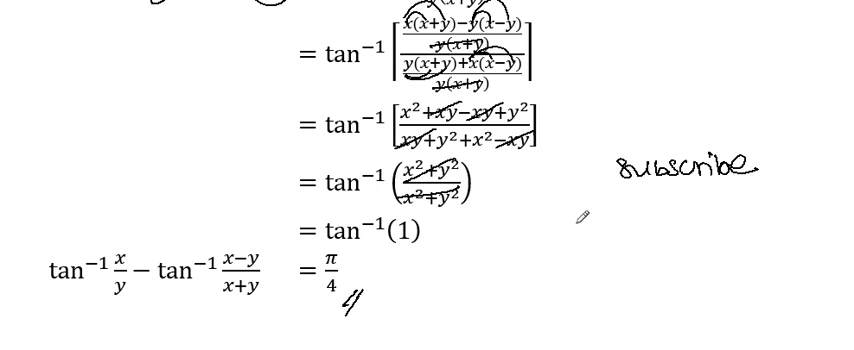 = tan⁻¹ [ (x(x+y)−y(x−y))/(y(x+y)) / (y(x+y)+x(x−y))/(y(x+y)) ]
= tan⁻¹ [ (x²+xy−xy+y²)/(xy+y²+x²−xy) ]
= tan⁻¹ ( (x²+y²)/(x²+y²) )
subscribe
= tan⁻¹(1)
tan⁻¹ x/y − tan⁻¹ (x−y)/(x+y) = π/4